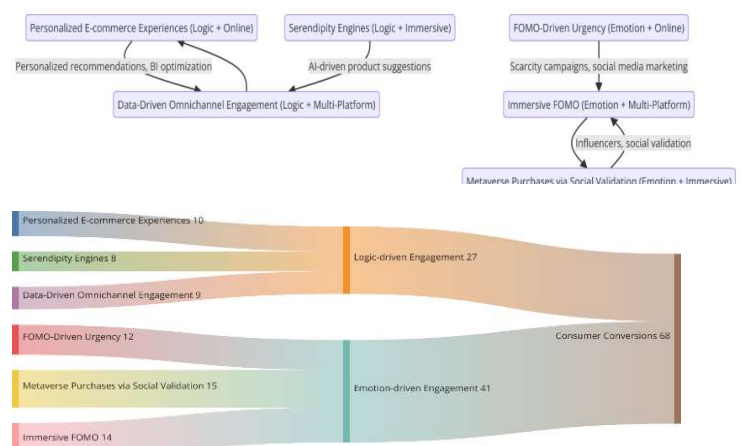 Personalized E-commerce Experiences (Logic + Online)
Serendipity Engines (Logic + Immersive)
FOMO-Driven Urgency (Emotion + Online)
Personalized recommendations, BI optimization
AI-driven product suggestions
Scarcity campaigns, social media marketing
Data-Driven Omnichannel Engagement (Logic + Multi-Platform)
Immersive FOMO (Emotion + Multi-Platform)
Influencers, social validation
Metaverse Purchases via Social Validation (Emotion + Immersive)
Personalized E-commerce Experiences 10
Serendipity Engines 8
Logic-driven Engagement 27
Data-Driven Omnichannel Engagement 9
FOMO-Driven Urgency 12
Consumer Conversions 68
Metaverse Purchases via Social Validation 15
Emotion-driven Engagement 41
Immersive FOMO 14